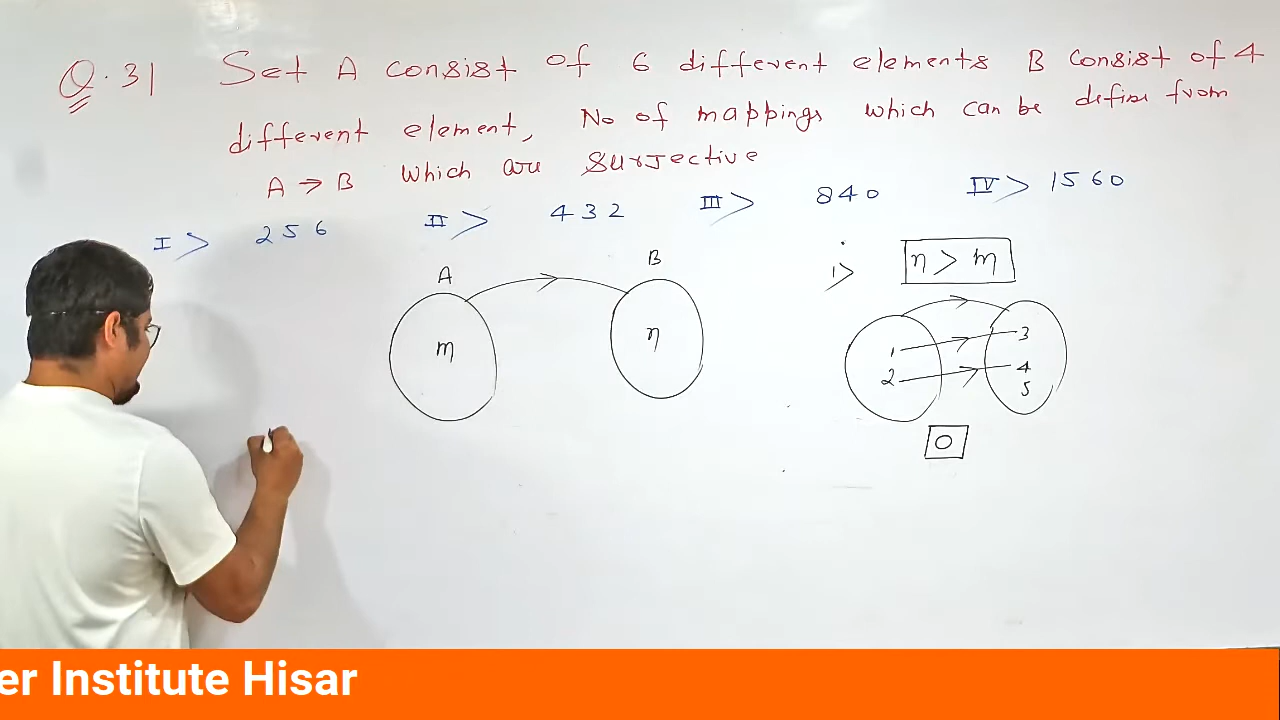 Q.31 Set A consist of 6 different elements B consist of 4
different element, No of mappings which can be define from
A → B which are Surjective
I > 256 II > 432 III > 840 IV > 1560
A B
m n
1> n > m
1 3
2 4
5
0
er Institute Hisar